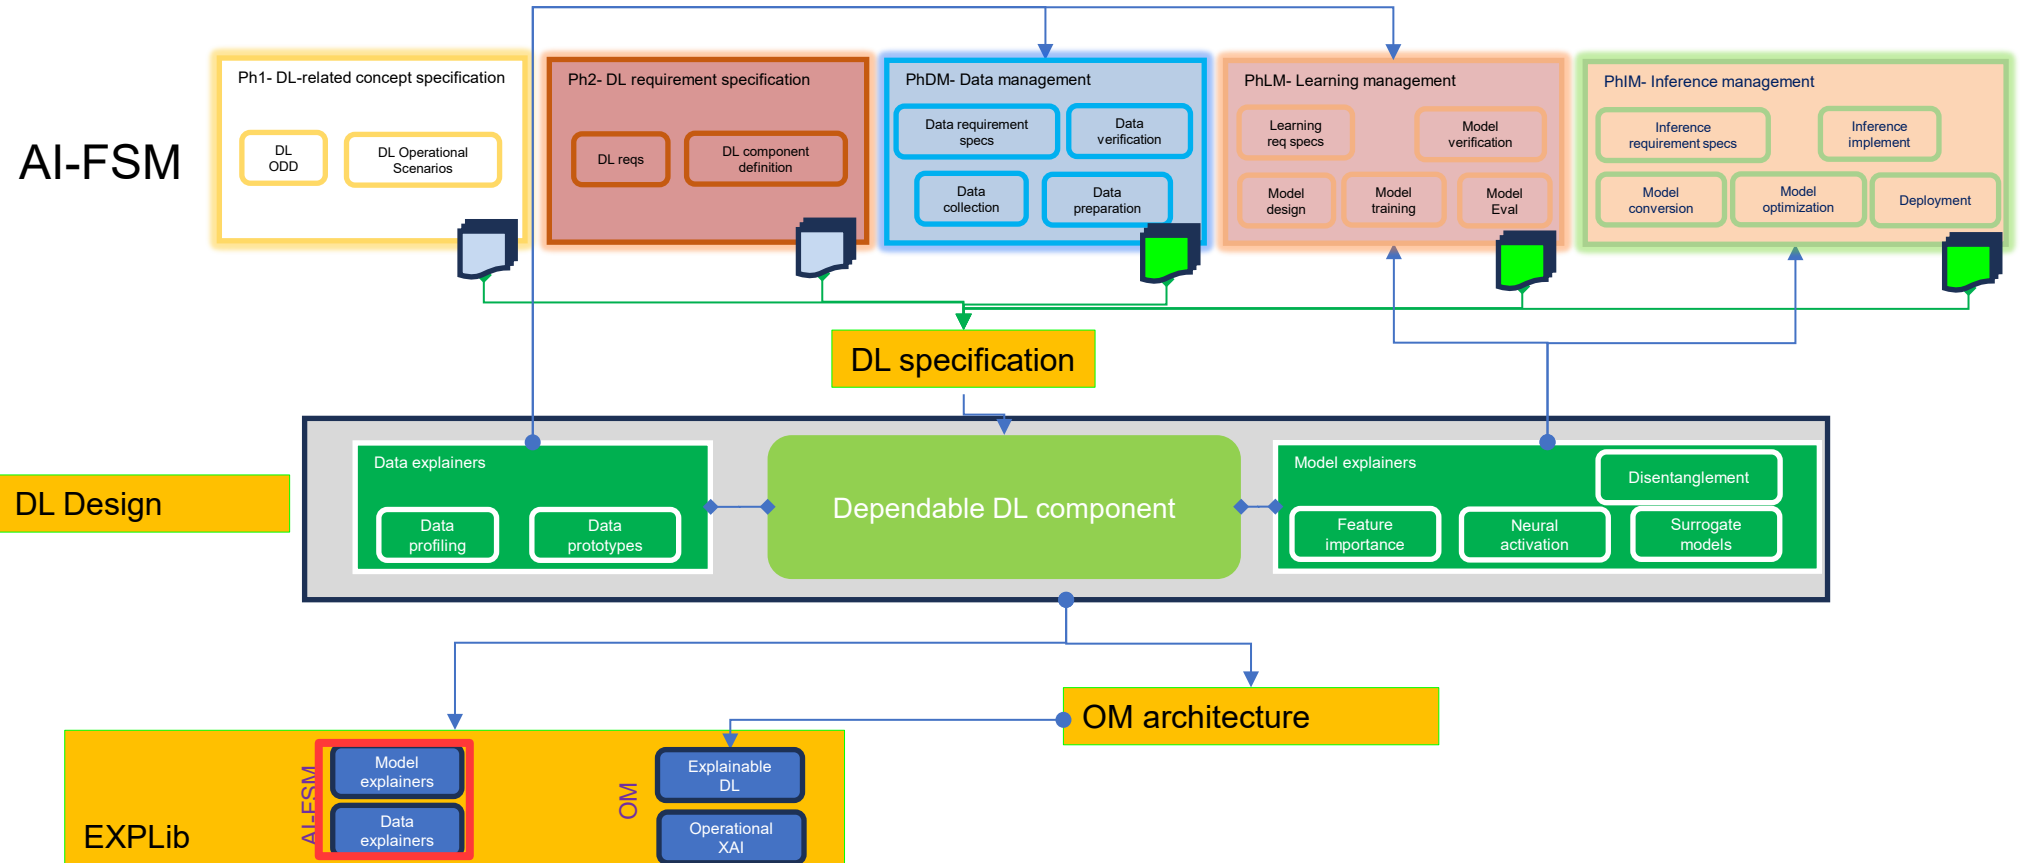 AI-FSM
Ph1- DL-related concept specification
DL
ODD
DL Operational
Scenarios
Ph2- DL requirement specification
DL reqs
DL component
definition
PhDM- Data management
Data requirement
specs
Data
verification
Data
collection
Data
preparation
PhLM- Learning management
Learning
req specs
Model
verification
Model
design
Model
training
Model
Eval
PhIM- Inference management
Inference
requirement specs
Inference
implement
Model
conversion
Model
optimization
Deployment
DL specification
DL Design
Data explainers
Data
profiling
Data
prototypes
Dependable DL component
Model explainers
Disentanglement
Feature
importance
Neural
activation
Surrogate
models
OM architecture
EXPLib
AI-FSM
Model
explainers
Data
explainers
OM
Explainable
DL
Operational
XAI